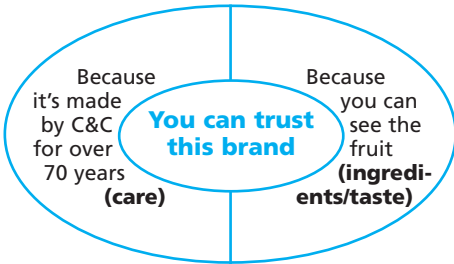 Because
it's made
by C&C
for over
70 years
(care)
You can trust
this brand
Because
you can
see the
fruit
(ingredi-
ents/taste)